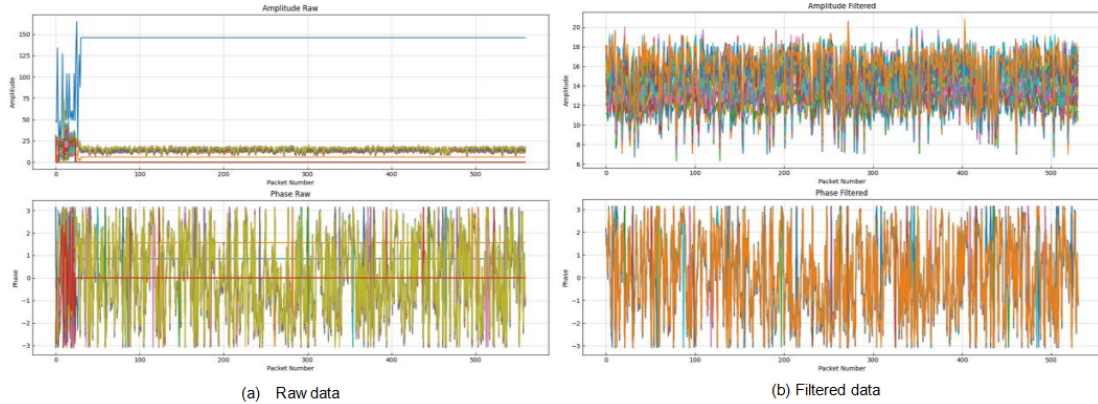 Amplitude Raw
Amplitude
150
125
100
75
50
25
0
0 100 200 300 400 500
Packet Number
Phase Raw
Phase
3
2
1
0
−1
−2
−3
0 100 200 300 400 500
Packet Number
(a) Raw data
Amplitude Filtered
Amplitude
20
18
16
14
12
10
8
6
0 100 200 300 400 500
Packet Number
Phase Filtered
Phase
3
2
1
0
−1
−2
−3
0 100 200 300 400 500
Packet Number
(b) Filtered data